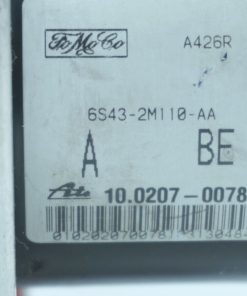 FoMoCo A426R
6S43-2M110-AA
A BE
Ate 10.0207-0078